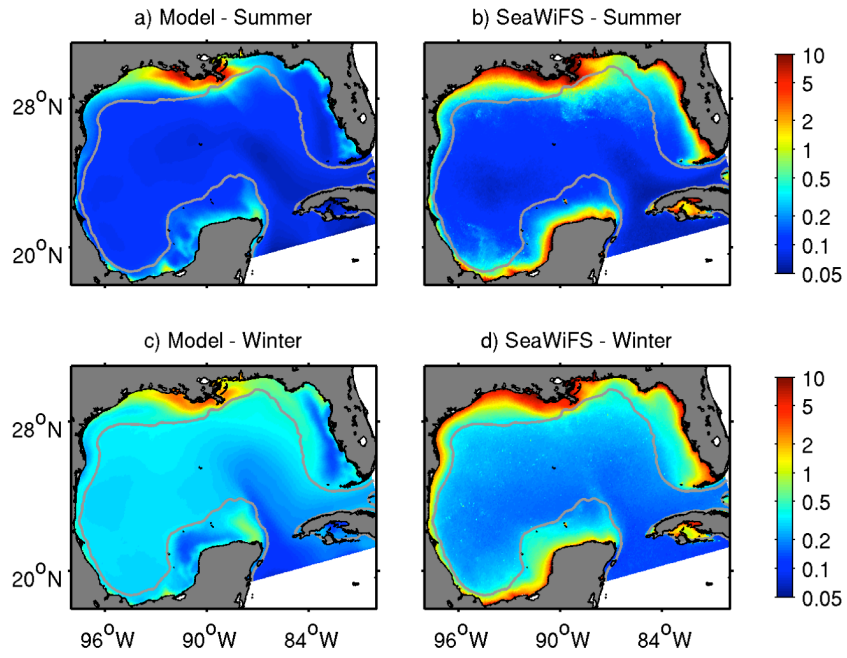 a) Model - Summer
b) SeaWiFS - Summer
28°N
20°N
10
5
2
1
0.5
0.2
0.1
0.05
c) Model - Winter
d) SeaWiFS - Winter
28°N
20°N
10
5
2
1
0.5
0.2
0.1
0.05
96°W 90°W 84°W 96°W 90°W 84°W